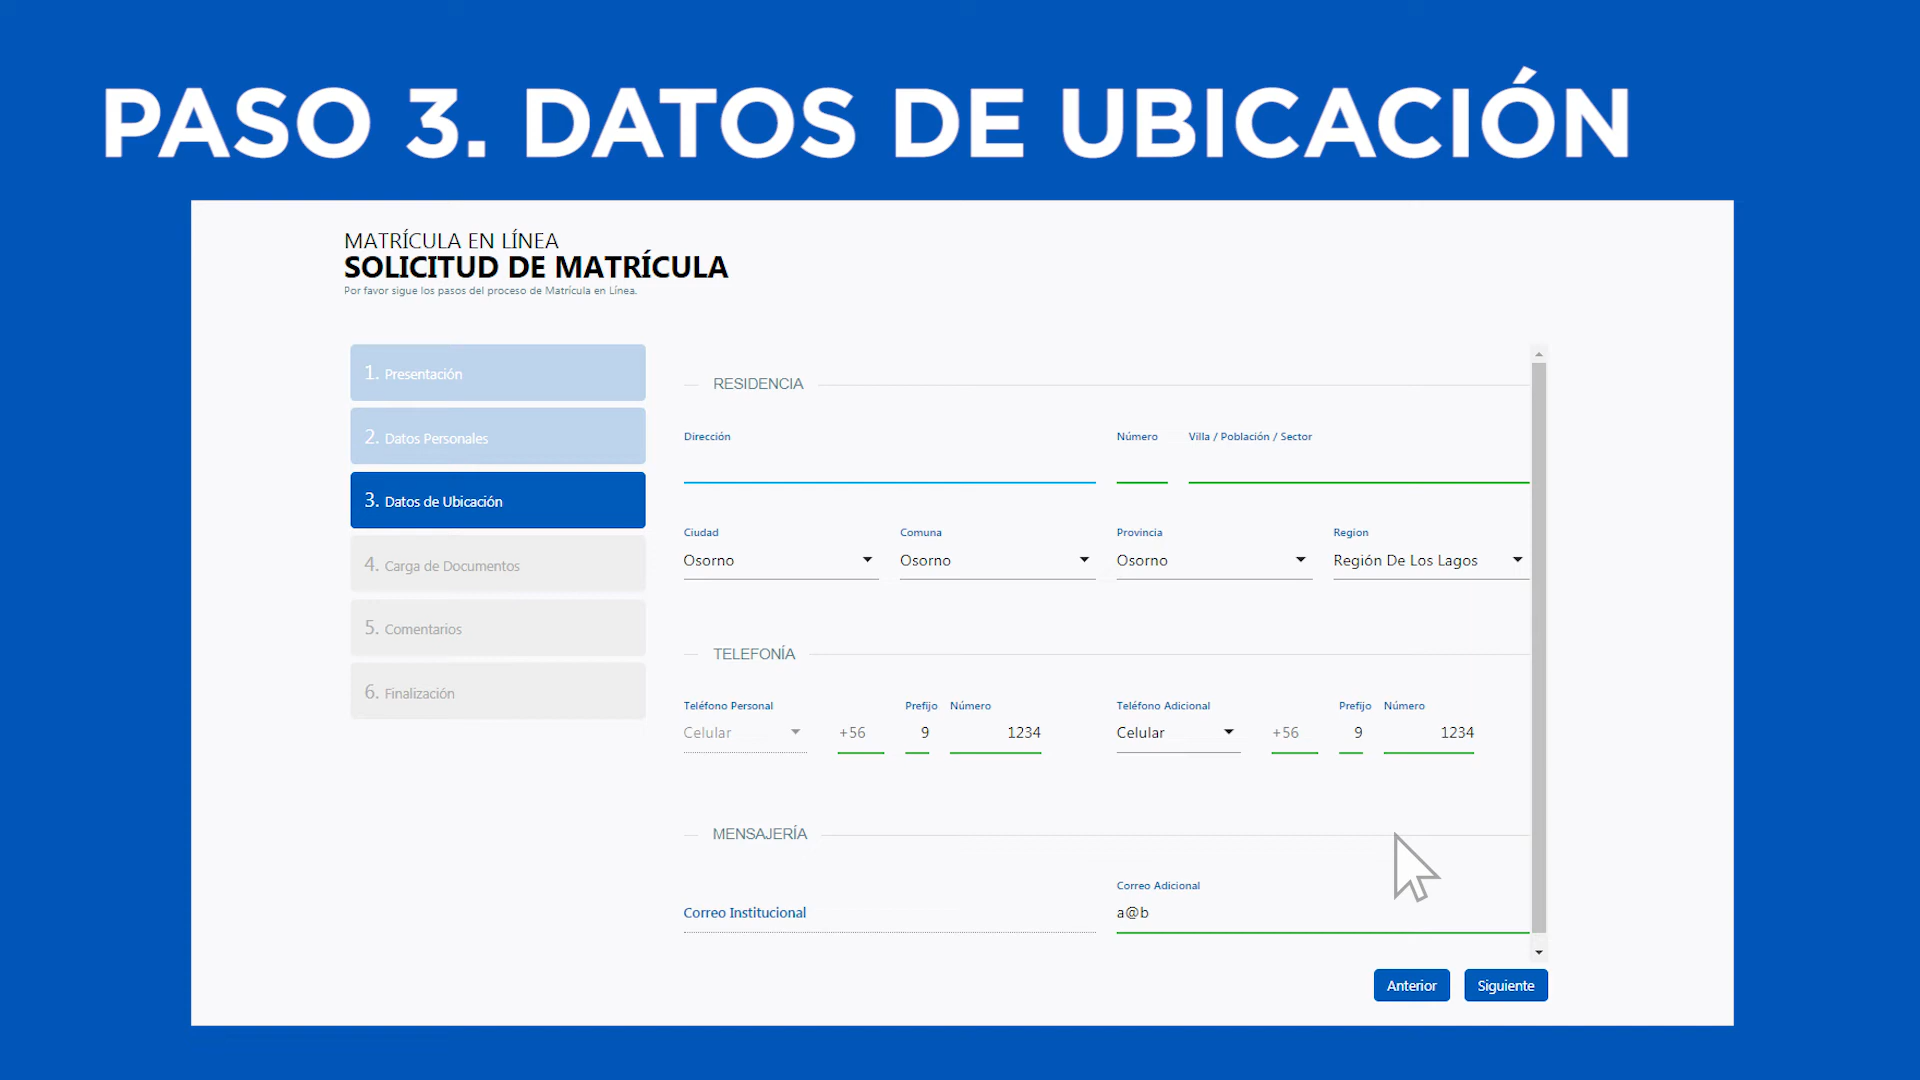 PASO 3. DATOS DE UBICACIÓN
MATRÍCULA EN LÍNEA
SOLICITUD DE MATRÍCULA
Por favor sigue los pasos del proceso de Matrícula en Línea.
1. Presentación
2. Datos Personales
3. Datos de Ubicación
4. Carga de Documentos
5. Comentarios
6. Finalización
RESIDENCIA
Dirección Número Villa / Población / Sector
Ciudad Comuna Provincia Region
Osorno Osorno Osorno Región De Los Lagos
TELEFONÍA
Teléfono Personal Prefijo Número Teléfono Adicional Prefijo Número
Celular +56 9 1234 Celular +56 9 1234
MENSAJERÍA
Correo Adicional
Correo Institucional a@b
Anterior Siguiente